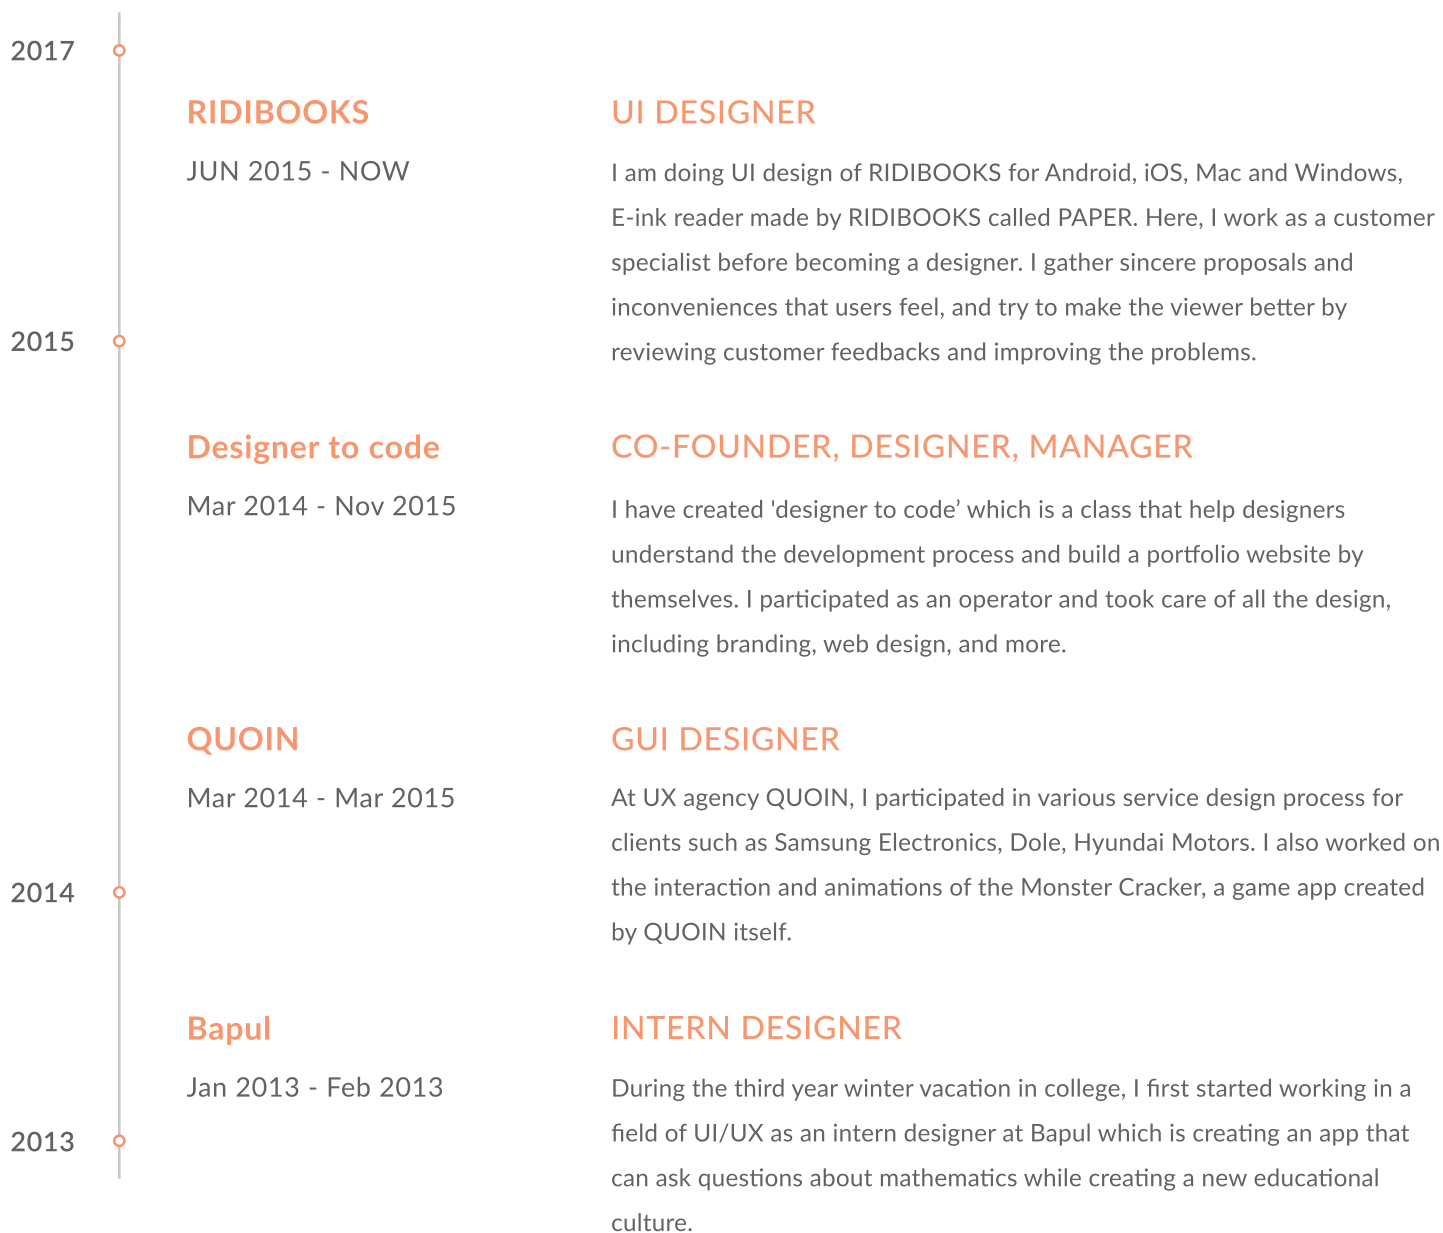 2017
RIDIBOOKS
JUN 2015 - NOW
UI DESIGNER
I am doing UI design of RIDIBOOKS for Android, iOS, Mac and Windows,
E-ink reader made by RIDIBOOKS called PAPER. Here, I work as a customer
specialist before becoming a designer. I gather sincere proposals and
inconveniences that users feel, and try to make the viewer better by
reviewing customer feedbacks and improving the problems.
2015
Designer to code
Mar 2014 - Nov 2015
CO-FOUNDER, DESIGNER, MANAGER
I have created 'designer to code’ which is a class that help designers
understand the development process and build a portfolio website by
themselves. I participated as an operator and took care of all the design,
including branding, web design, and more.
QUOIN
Mar 2014 - Mar 2015
GUI DESIGNER
At UX agency QUOIN, I participated in various service design process for
clients such as Samsung Electronics, Dole, Hyundai Motors. I also worked on
the interaction and animations of the Monster Cracker, a game app created
by QUOIN itself.
2014
Bapul
Jan 2013 - Feb 2013
INTERN DESIGNER
During the third year winter vacation in college, I first started working in a
field of UI/UX as an intern designer at Bapul which is creating an app that
can ask questions about mathematics while creating a new educational
culture.
2013